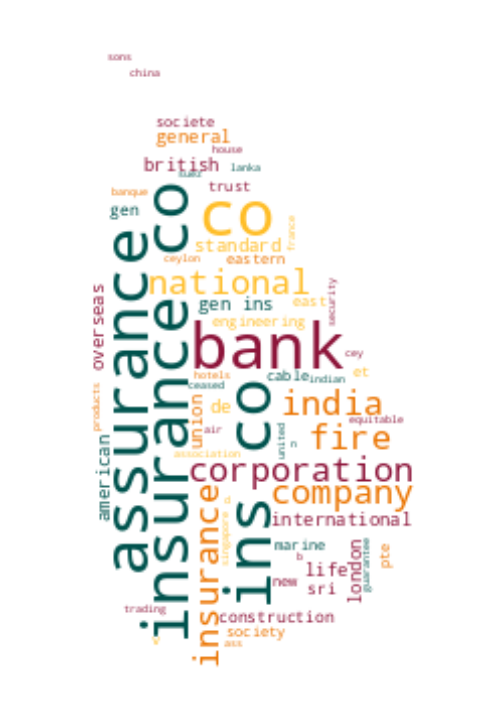 sons
china
societe
general
house
british
suez
lanka
banque
trust
gen
co
france
standard
ceylon
eastern
national
overseas
gen ins
east
security
engineering
assurance
insurance co
bank
cey
hotels
cable
indian
et
ceased
products
union
de
india
equitable
air
fire
united
n
association
american
corporation
ins co
company
insurance
a
singapore
international
marine
b
life
london
guarantee
pte
new
sri
trading
construction
society
ass